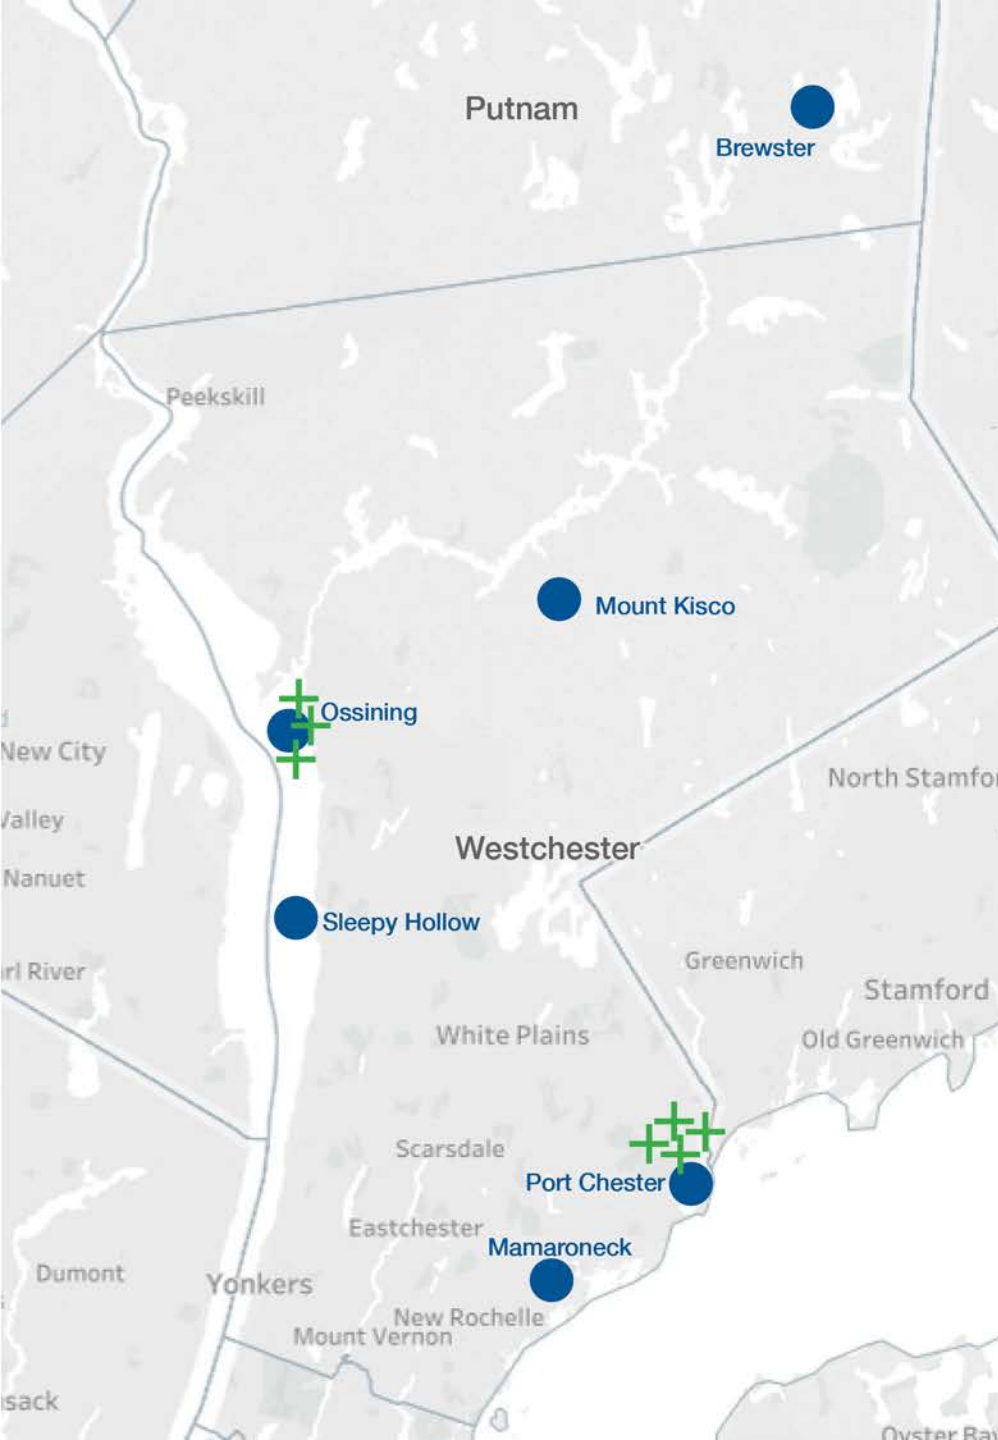 Putnam
Brewster
Peekskill
Mount Kisco
Ossining
New City
North Stamfor
Valley
Westchester
Nanuet
Sleepy Hollow
Greenwich
rl River
Stamford
White Plains
Old Greenwich
Scarsdale
Port Chester
Eastchester
Mamaroneck
Dumont
Yonkers
New Rochelle
Mount Vernon
sack
Oyster Bay